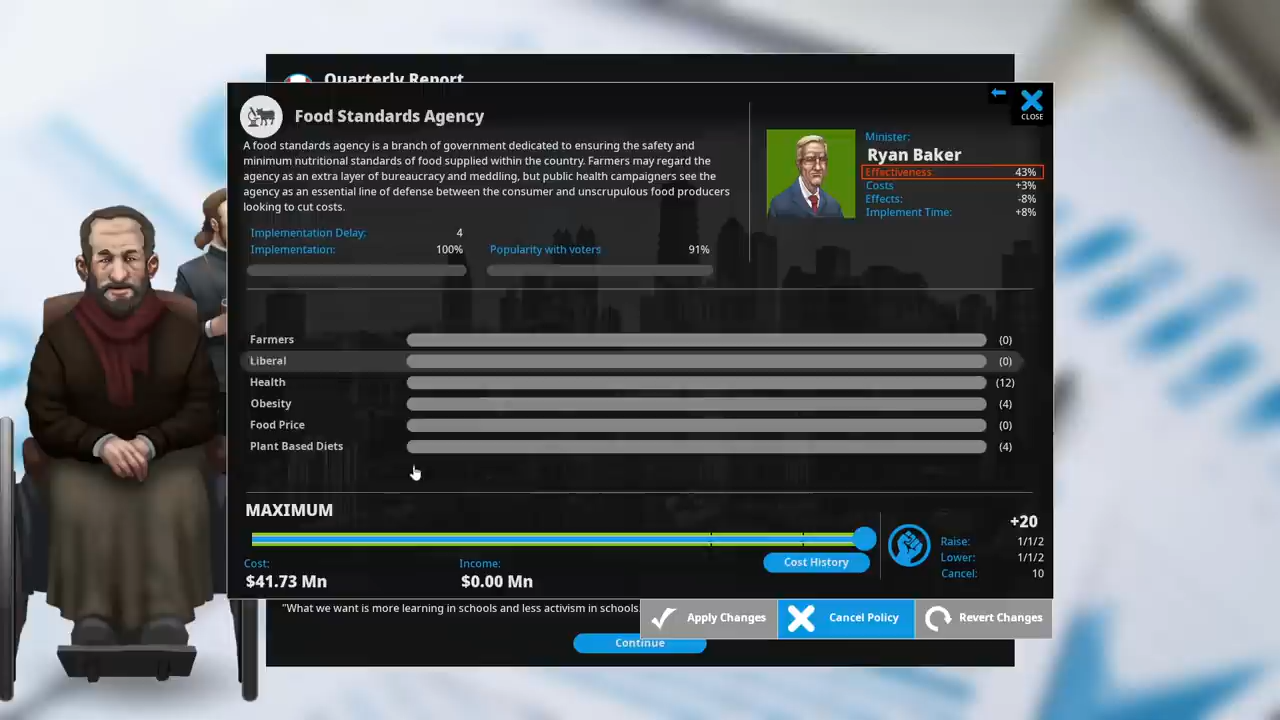 Quarterly Report
Food Standards Agency
A food standards agency is a branch of government dedicated to ensuring the safety and
minimum nutritional standards of food supplied within the country. Farmers may regard the
agency as an extra layer of bureaucracy and meddling, but public health campaigners see the
agency as an essential line of defense between the consumer and unscrupulous food producers
looking to cut costs.
Implementation Delay: 4
Implementation: 100% Popularity with voters 91%
CLOSE
Minister:
Ryan Baker
Effectiveness 43%
Costs +3%
Effects: -8%
Implement Time: +8%
Farmers (0)
Liberal (0)
Health (12)
Obesity (4)
Food Price (0)
Plant Based Diets (4)
MAXIMUM
Cost: Income:
$41.73 Mn $0.00 Mn
Cost History
+20
Raise: 1/1/2
Lower: 1/1/2
Cancel: 10
"What we want is more learning in schools and less activism in schools.
Apply Changes Cancel Policy Revert Changes
Continue